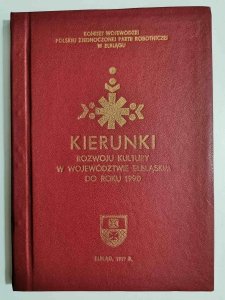 KOMITET WOJEWÓDZKI
POLSKIEJ ZJEDNOCZONEJ PARTII ROBOTNICZEJ
W ELBLĄGU
KIERUNKI
ROZWOJU KULTURY
W WOJEWÓDZTWIE ELBLĄSKIM
DO ROKU 1990
ELBLĄG, 1977 R.